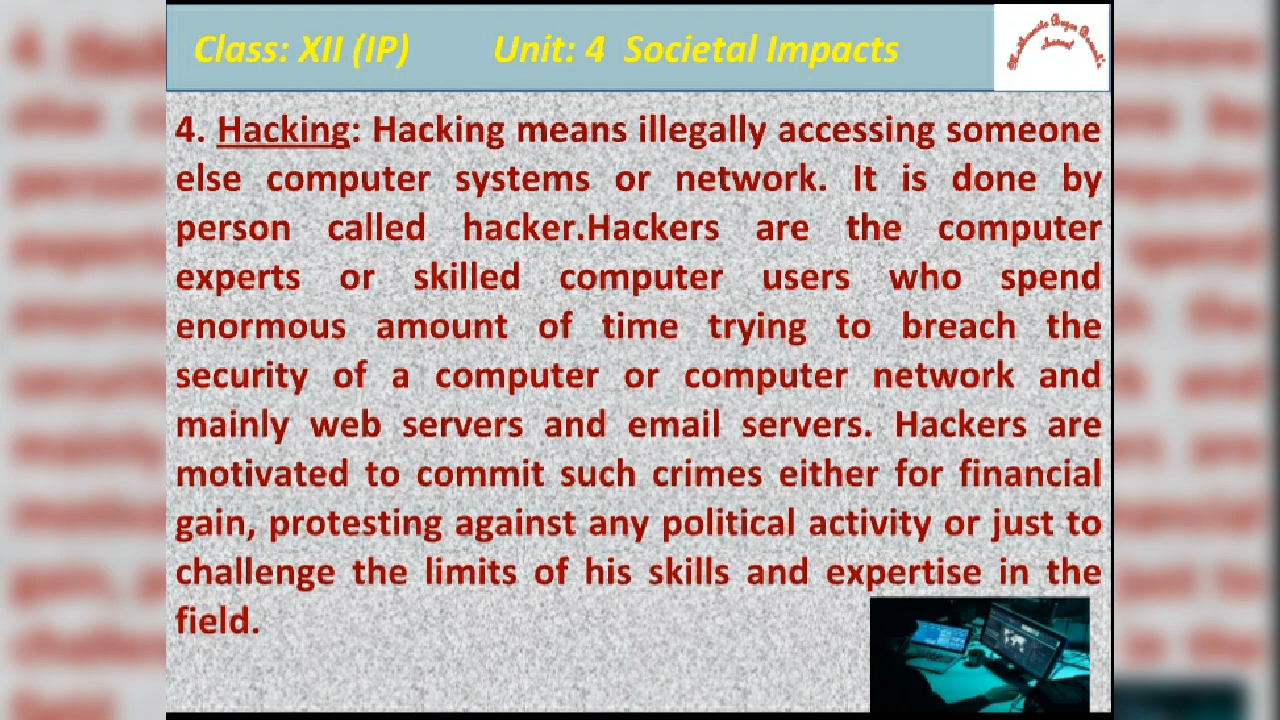 Class: XII (IP) Unit: 4 Societal Impacts
4. Hacking: Hacking means illegally accessing someone
else computer systems or network. It is done by
person called hacker.Hackers are the computer
experts or skilled computer users who spend
enormous amount of time trying to breach the
security of a computer or computer network and
mainly web servers and email servers. Hackers are
motivated to commit such crimes either for financial
gain, protesting against any political activity or just to
challenge the limits of his skills and expertise in the
field.